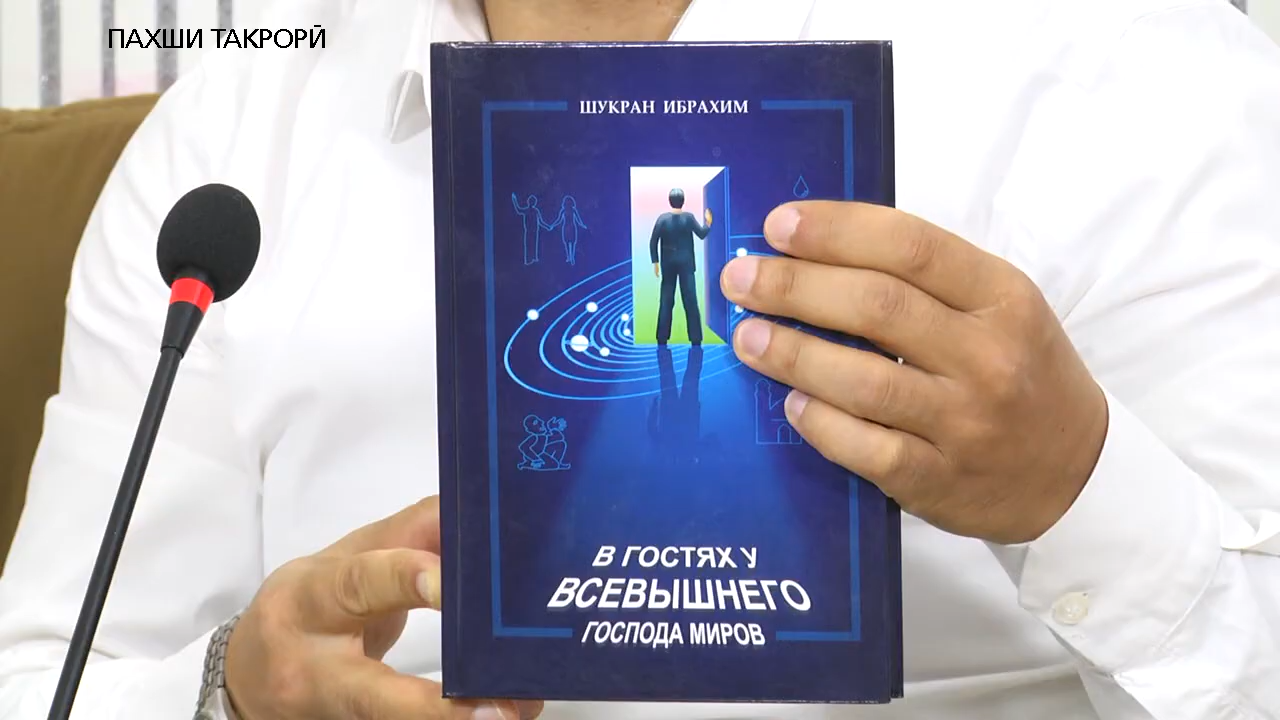 ПАХШИ ТАКРОРӢ
ШУКРАН ИБРАХИМ
В ГОСТЯХ У
ВСЕВЫШНЕГО
ГОСПОДА МИРОВ